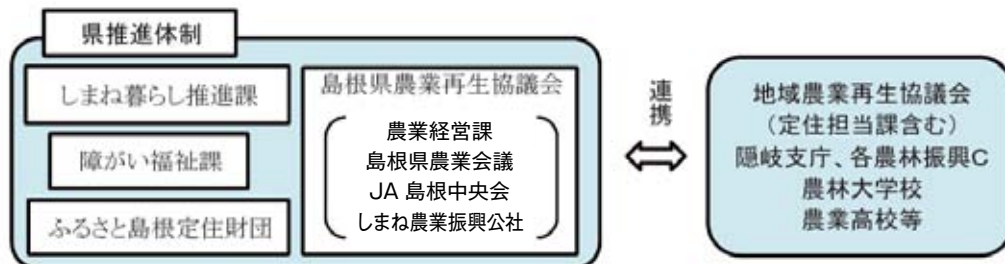 県推進体制
しまね暮らし推進課
障がい福祉課
ふるさと島根定住財団
島根県農業再生協議会
農業経営課
島根県農業会議
JA 島根中央会
しまね農業振興公社
連携
地域農業再生協議会
(定住担当課含む)
隠岐支庁、各農林振興C
農林大学校
農業高校等